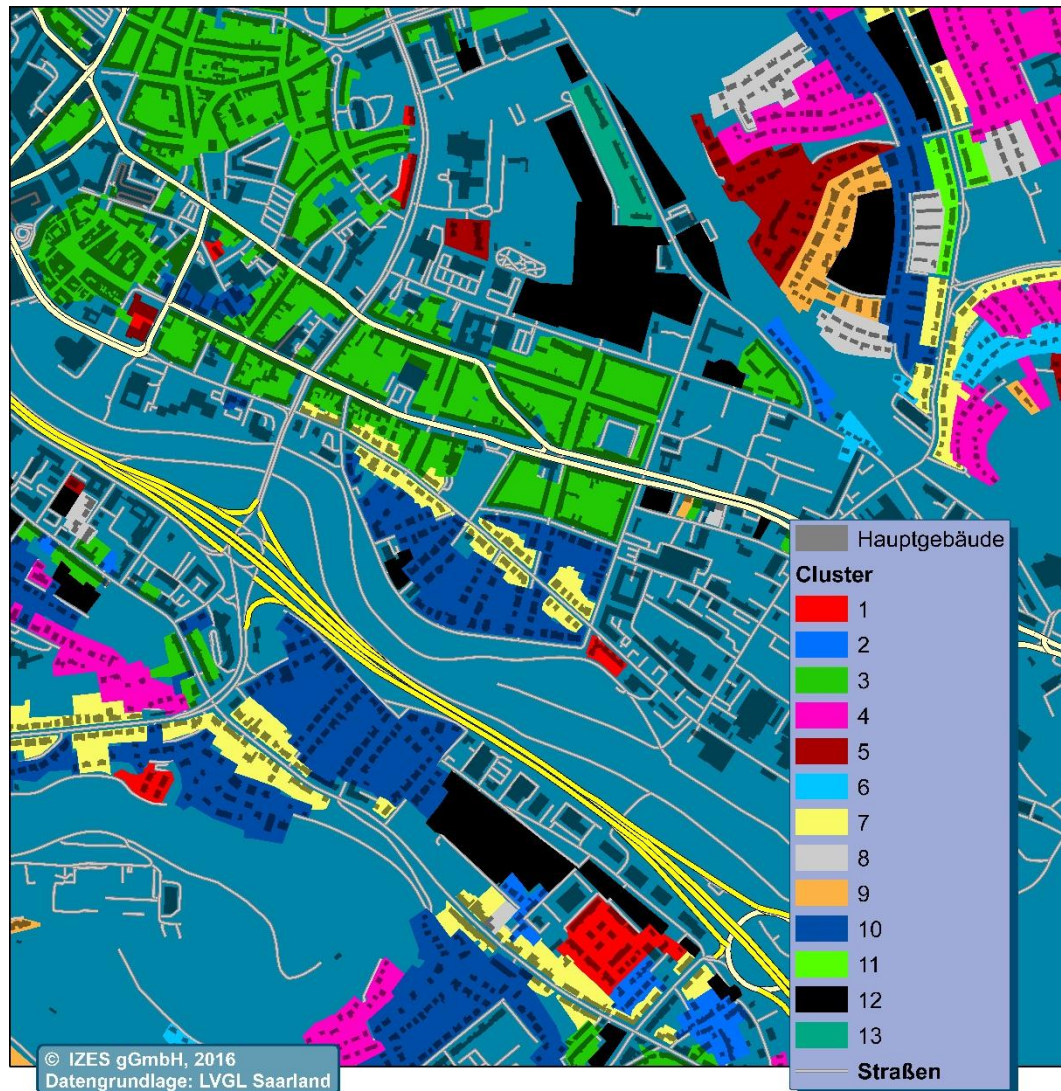 Hauptgebäude
Cluster
1
2
3
4
5
6
7
8
9
10
11
12
13
Straßen
© IZES gGmbH, 2016
Datengrundlage: LVGL Saarland